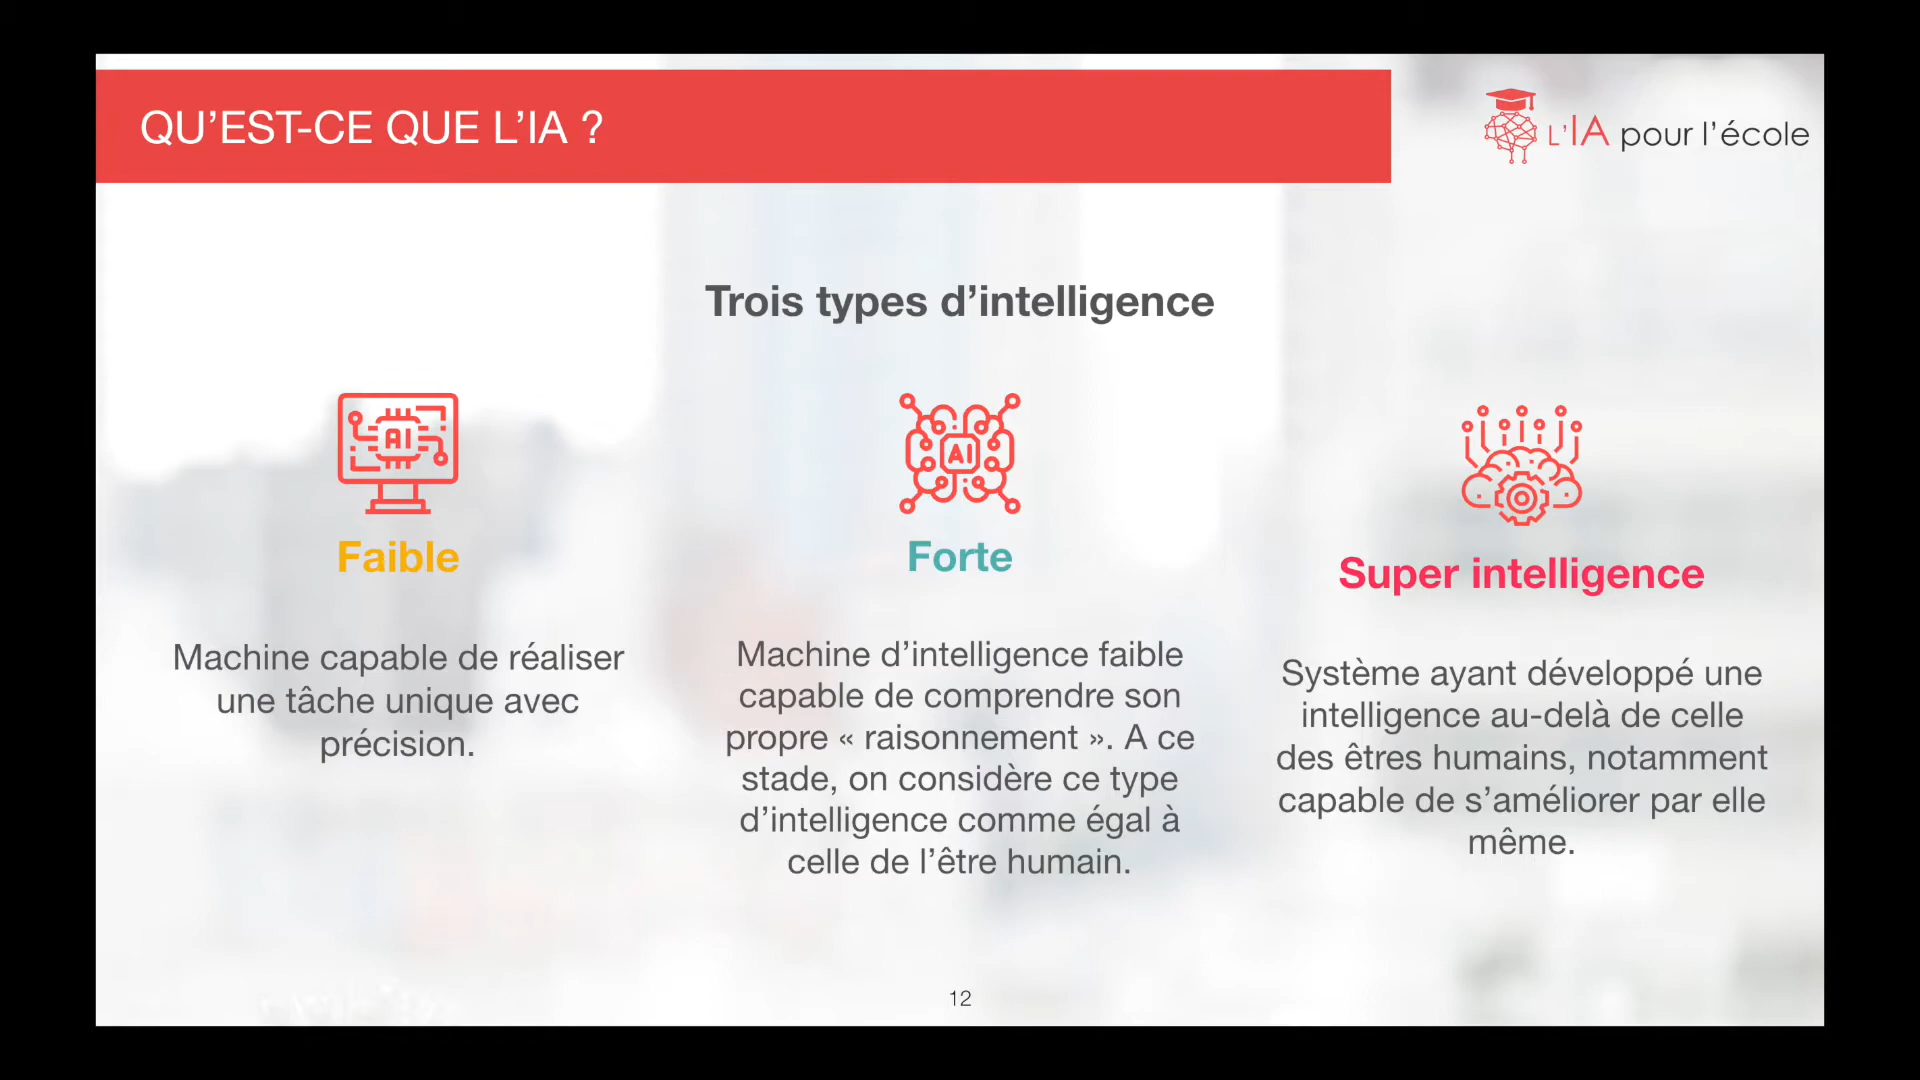 QU’EST-CE QUE L’IA ?
L’IA pour l’école
Trois types d’intelligence
AI
Faible
Machine capable de réaliser
une tâche unique avec
précision.
AI
Forte
Machine d’intelligence faible
capable de comprendre son
propre « raisonnement ». A ce
stade, on considère ce type
d’intelligence comme égal à
celle de l’être humain.
Super intelligence
Système ayant développé une
intelligence au-delà de celle
des êtres humains, notamment
capable de s’améliorer par elle
même.
12